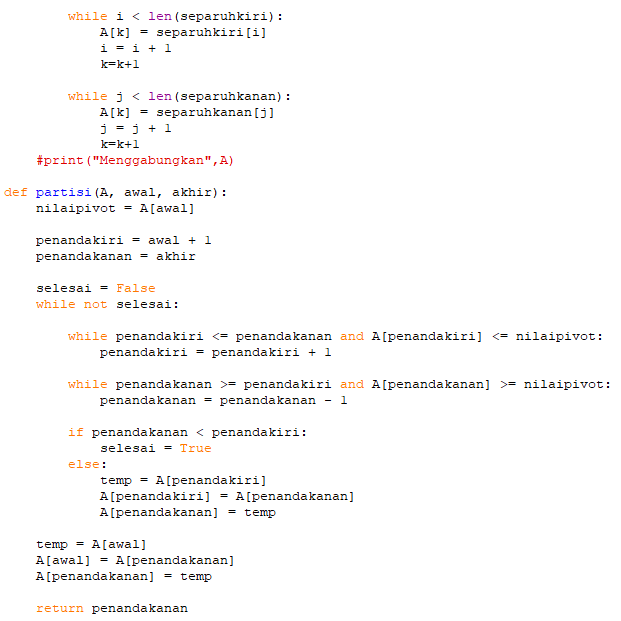 while i < len(separuhkiri):
            A[k] = separuhkiri[i]
            i = i + 1
            k=k+1

        while j < len(separuhkanan):
            A[k] = separuhkanan[j]
            j = j + 1
            k=k+1
    #print("Menggabungkan",A)

def partisi(A, awal, akhir):
    nilaipivot = A[awal]

    penandakiri = awal + 1
    penandakanan = akhir

    selesai = False
    while not selesai:

        while penandakiri <= penandakanan and A[penandakiri] <= nilaipivot:
            penandakiri = penandakiri + 1

        while penandakanan >= penandakiri and A[penandakanan] >= nilaipivot:
            penandakanan = penandakanan - 1

        if penandakanan < penandakiri:
            selesai = True
        else:
            temp = A[penandakiri]
            A[penandakiri] = A[penandakanan]
            A[penandakanan] = temp

    temp = A[awal]
    A[awal] = A[penandakanan]
    A[penandakanan] = temp

    return penandakanan